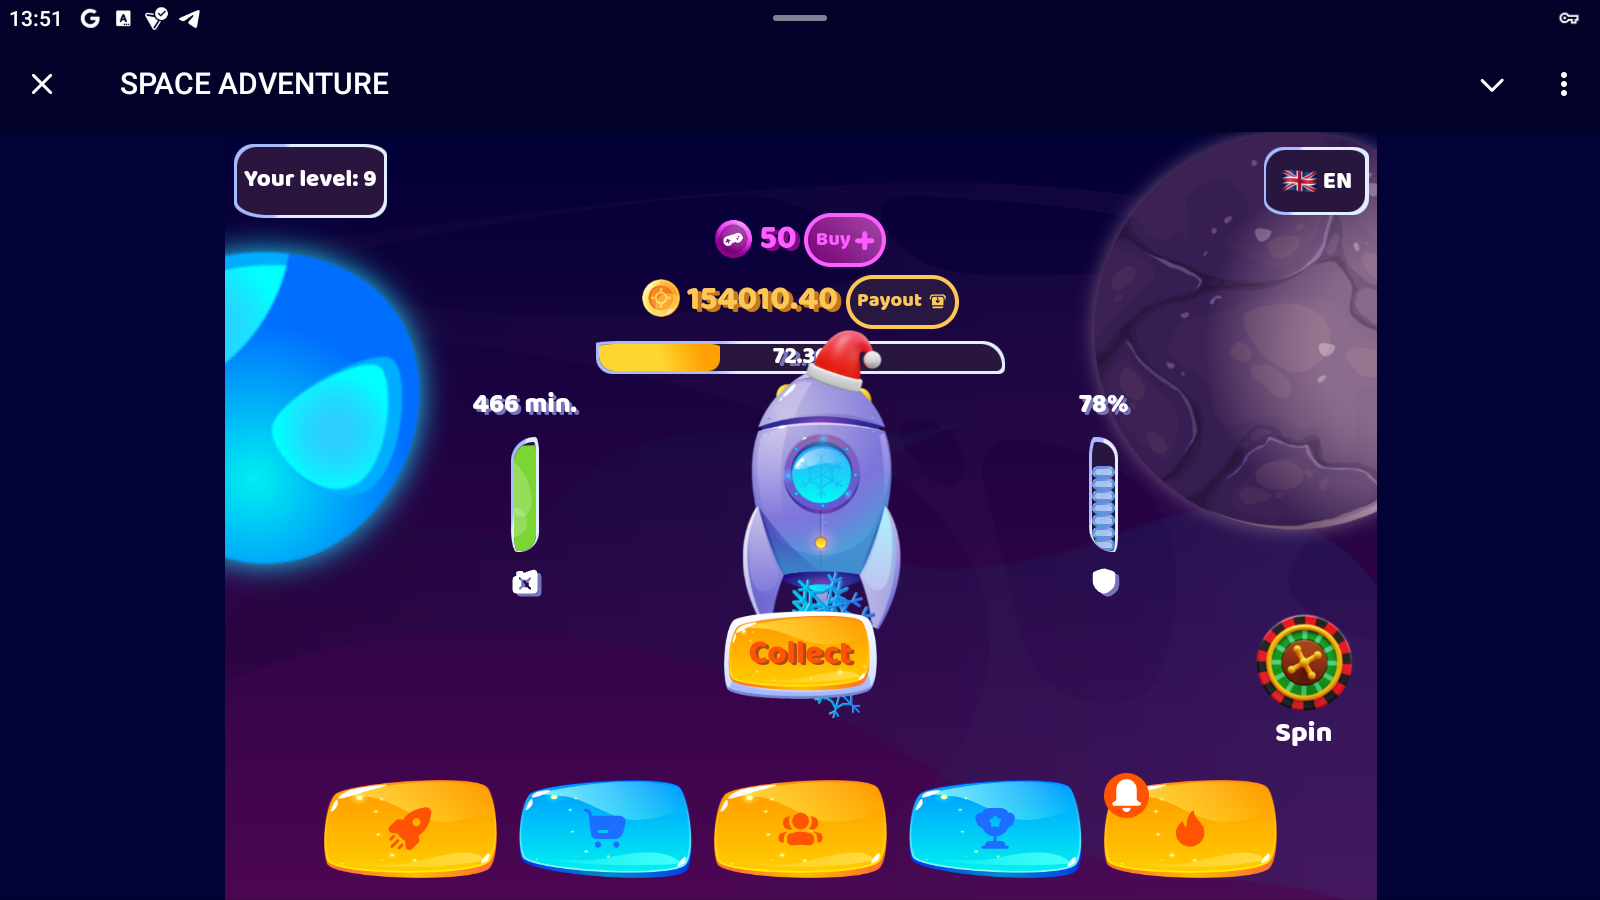 13:51
SPACE ADVENTURE
Your level: 9
EN
50
Buy
154010.40
Payout
466 min.
78%
Collect
Spin